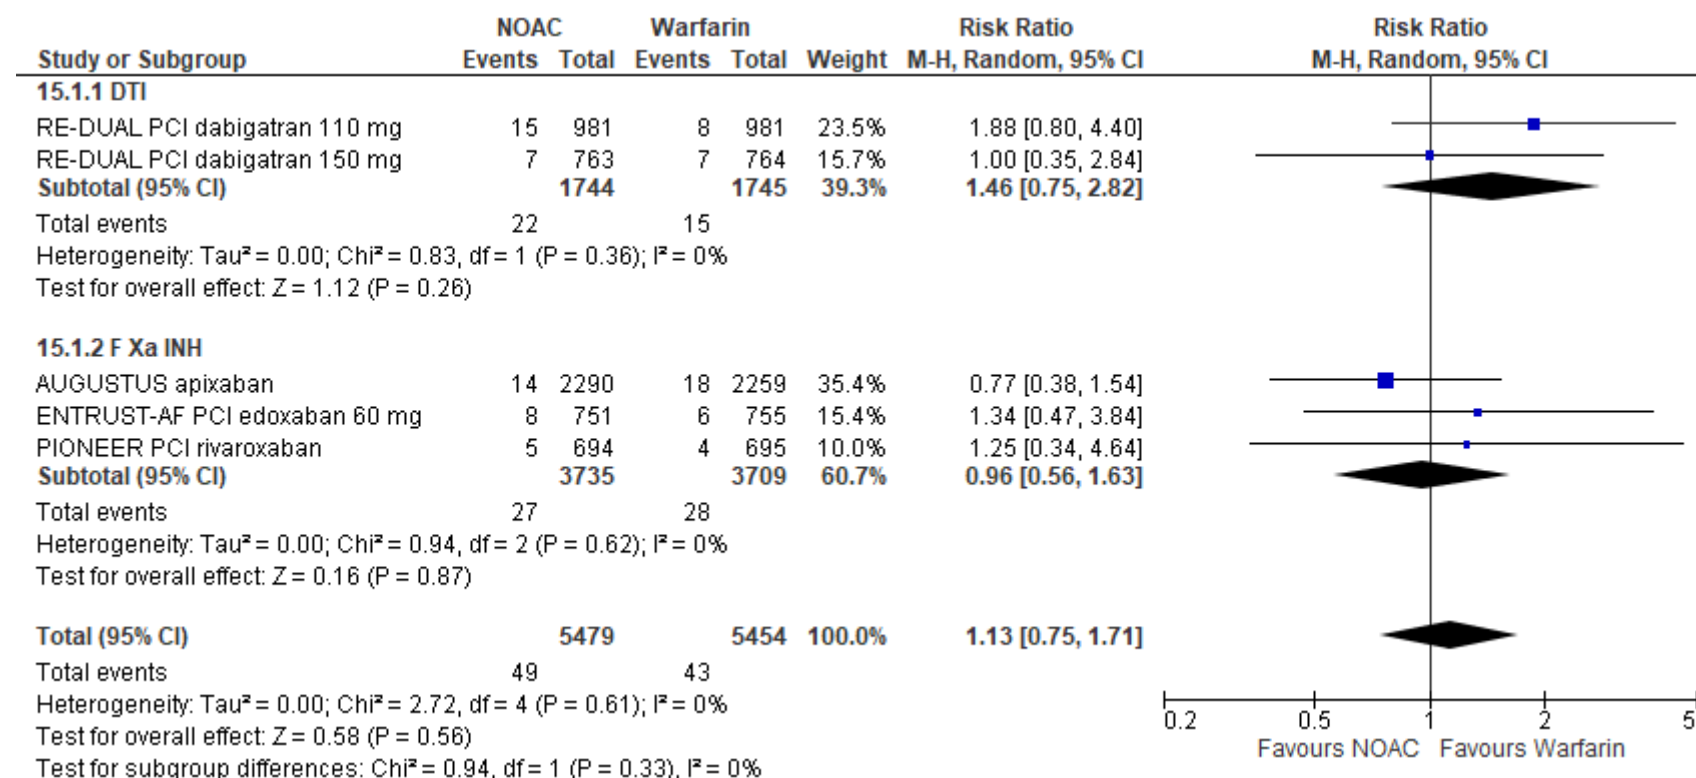 NOAC Warfarin Risk Ratio Risk Ratio
Study or Subgroup Events Total Events Total Weight M-H, Random, 95% CI M-H, Random, 95% CI
15.1.1 DTI
RE-DUAL PCI dabigatran 110 mg 15 981 8 981 23.5% 1.88 [0.80, 4.40]
RE-DUAL PCI dabigatran 150 mg 7 763 7 764 15.7% 1.00 [0.35, 2.84]
Subtotal (95% CI) 1744 1745 39.3% 1.46 [0.75, 2.82]
Total events 22 15
Heterogeneity: Tau² = 0.00; Chi² = 0.83, df = 1 (P = 0.36); I² = 0%
Test for overall effect: Z = 1.12 (P = 0.26)
15.1.2 F Xa INH
AUGUSTUS apixaban 14 2290 18 2259 35.4% 0.77 [0.38, 1.54]
ENTRUST-AF PCI edoxaban 60 mg 8 751 6 755 15.4% 1.34 [0.47, 3.84]
PIONEER PCI rivaroxaban 5 694 4 695 10.0% 1.25 [0.34, 4.64]
Subtotal (95% CI) 3735 3709 60.7% 0.96 [0.56, 1.63]
Total events 27 28
Heterogeneity: Tau² = 0.00; Chi² = 0.94, df = 2 (P = 0.62); I² = 0%
Test for overall effect: Z = 0.16 (P = 0.87)
Total (95% CI) 5479 5454 100.0% 1.13 [0.75, 1.71]
Total events 49 43
Heterogeneity: Tau² = 0.00; Chi² = 2.72, df = 4 (P = 0.61); I² = 0%
Test for overall effect: Z = 0.58 (P = 0.56)
Test for subgroup differences: Chi² = 0.94, df = 1 (P = 0.33), I² = 0%
0.2 0.5 1 2 5
Favours NOAC Favours Warfarin